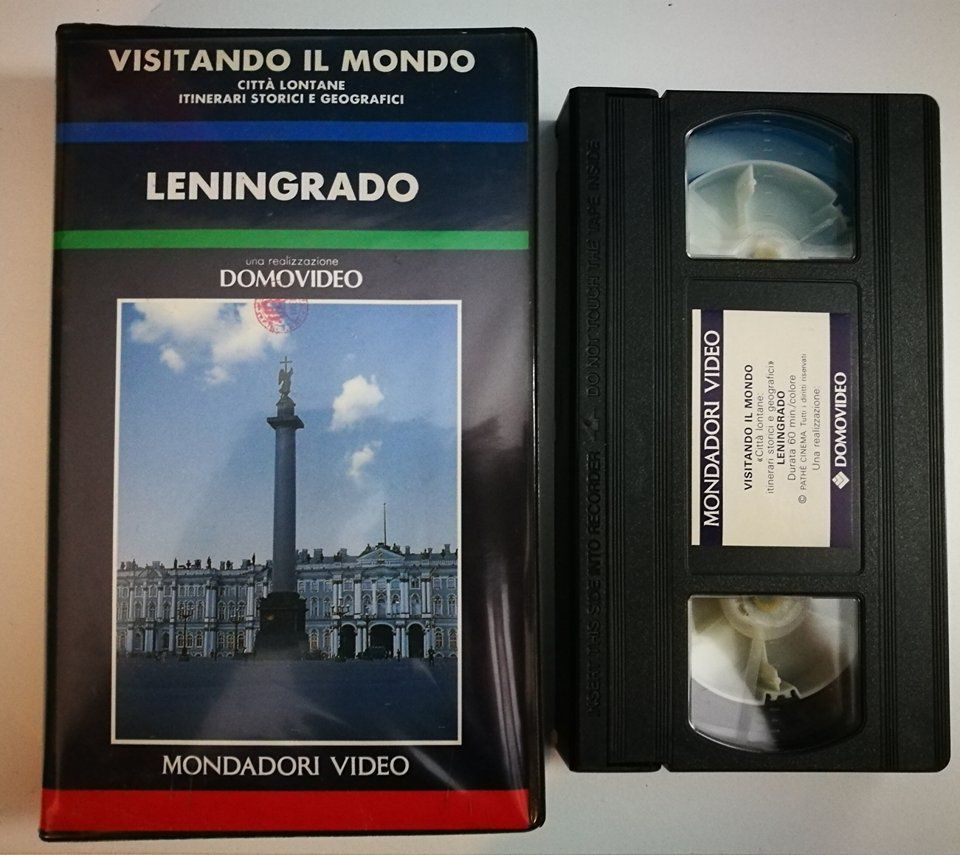 VISITANDO IL MONDO
CITTÀ LONTANE
ITINERARI STORICI E GEOGRAFICI
LENINGRADO
una realizzazione
DOMOVIDEO
MONDADORI VIDEO
INSERT THIS SIDE INTO RECORDER
DO NOT TOUCH THE TAPE INSIDE
MONDADORI VIDEO
VISITANDO IL MONDO
«Città lontane:
itinerari storici e geografici»
LENINGRADO
Durata 60 min./colore
© PATHÉ CINEMA Tutti i diritti riservati
Una realizzazione:
DOMOVIDEO